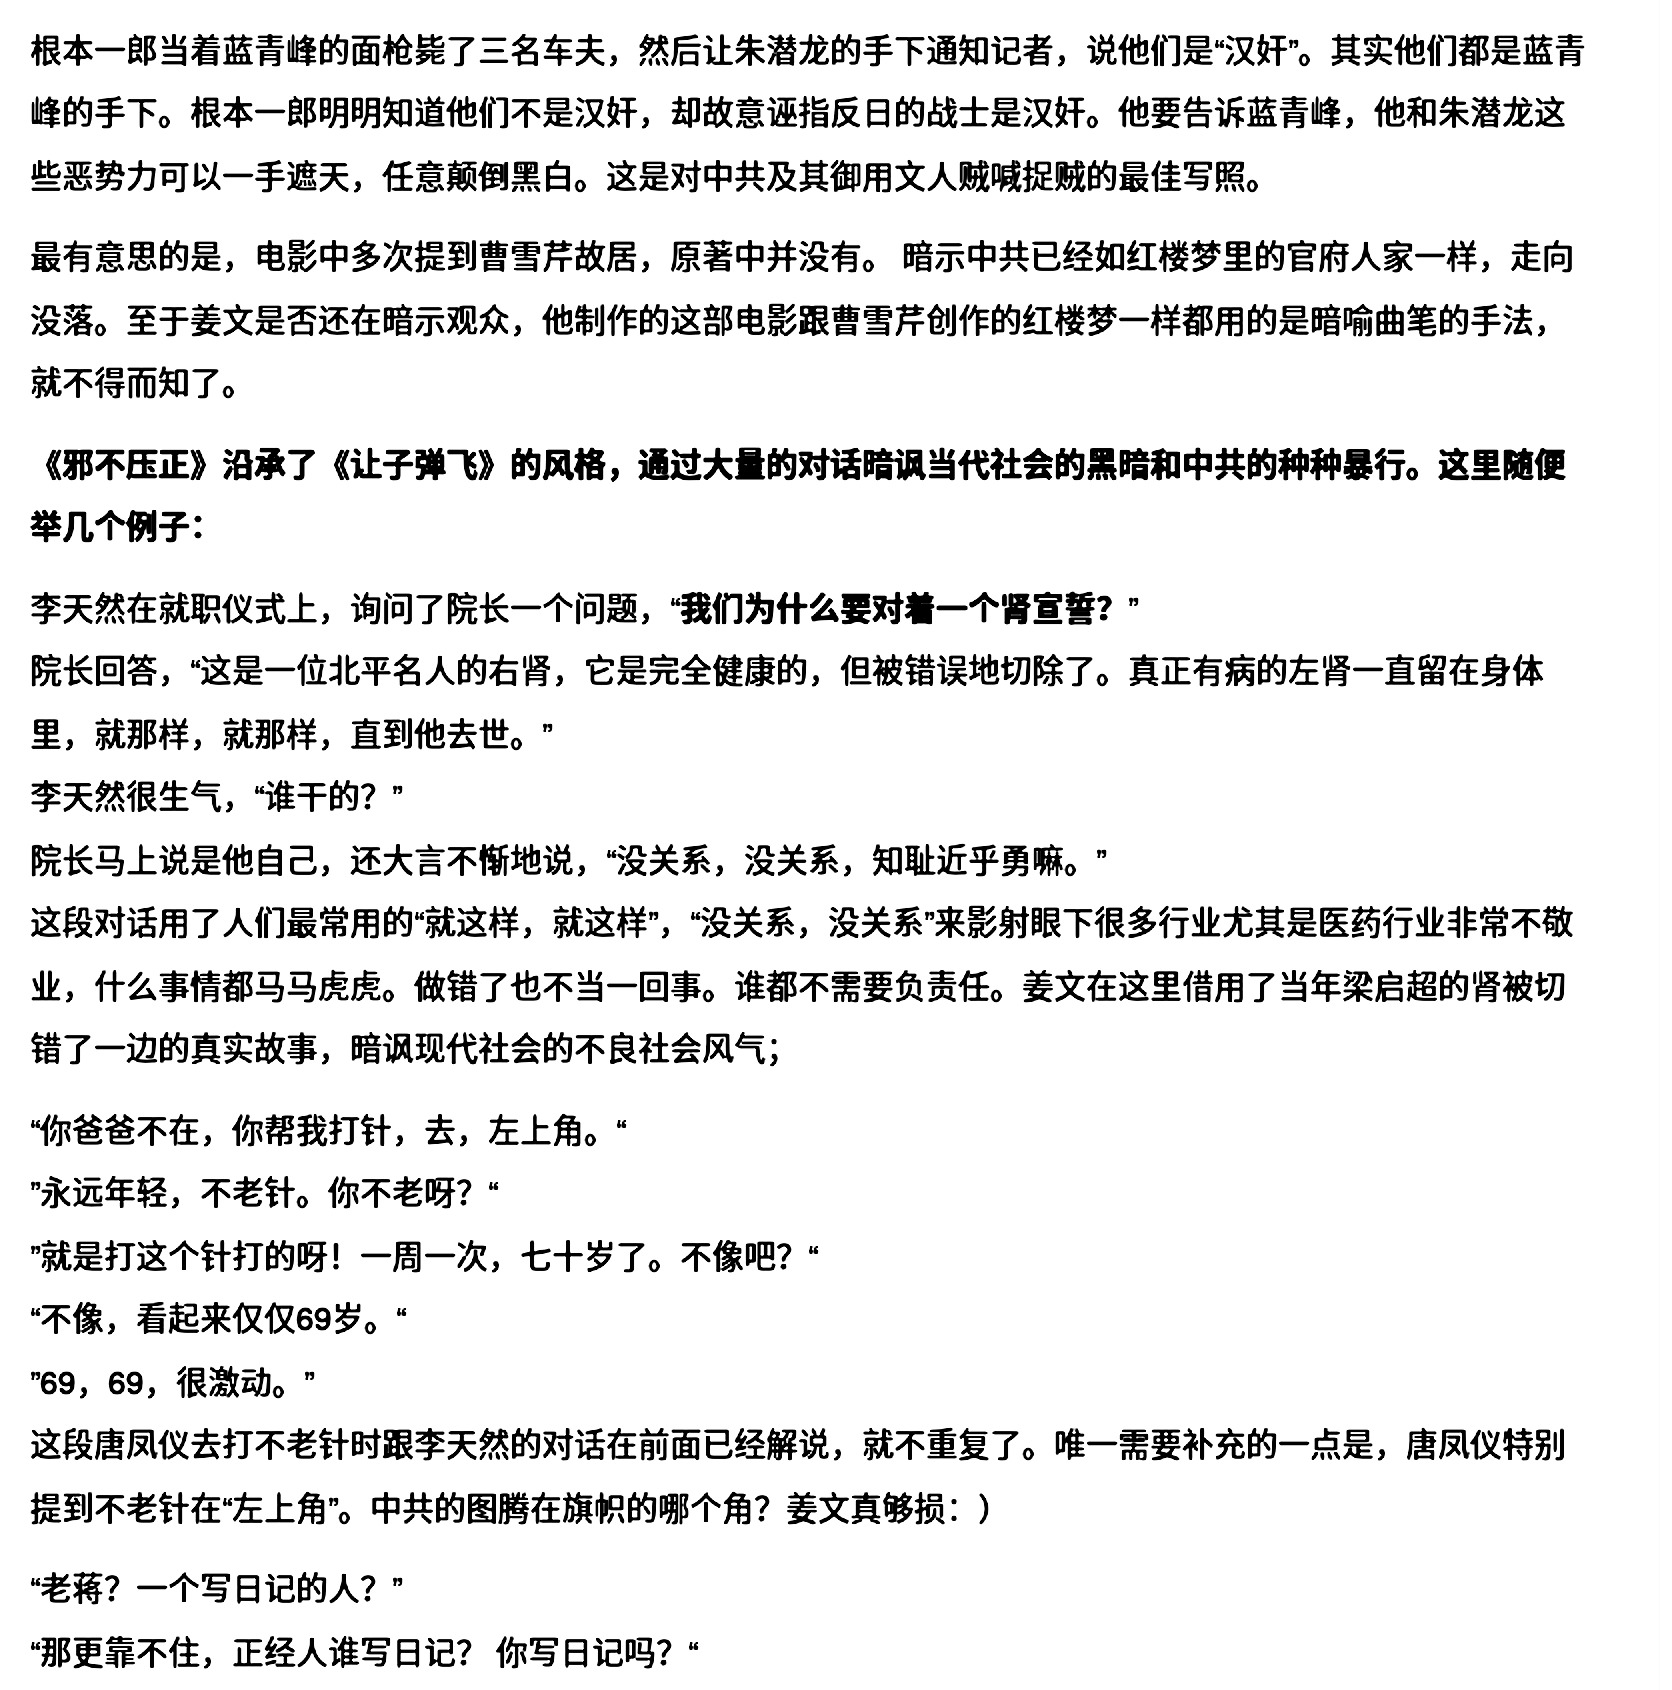 根本一郎当着蓝青峰的面枪毙了三名车夫，然后让朱潜龙的手下通知记者，说他们是“汉奸”。其实他们都是蓝青
峰的手下。根本一郎明明知道他们不是汉奸，却故意诬指反日的战士是汉奸。他要告诉蓝青峰，他和朱潜龙这
些恶势力可以一手遮天，任意颠倒黑白。这是对中共及其御用文人贼喊捉贼的最佳写照。
最有意思的是，电影中多次提到曹雪芹故居，原著中并没有。 暗示中共已经如红楼梦里的官府人家一样，走向
没落。至于姜文是否还在暗示观众，他制作的这部电影跟曹雪芹创作的红楼梦一样都用的是暗喻曲笔的手法，
就不得而知了。
《邪不压正》沿承了《让子弹飞》的风格，通过大量的对话暗讽当代社会的黑暗和中共的种种暴行。这里随便
举几个例子：
李天然在就职仪式上，询问了院长一个问题，“我们为什么要对着一个肾宣誓？”
院长回答，“这是一位北平名人的右肾，它是完全健康的，但被错误地切除了。真正有病的左肾一直留在身体
里，就那样，就那样，直到他去世。”
李天然很生气，“谁干的？”
院长马上说是他自己，还大言不惭地说，“没关系，没关系，知耻近乎勇嘛。”
这段对话用了人们最常用的“就这样，就这样”，“没关系，没关系”来影射眼下很多行业尤其是医药行业非常不敬
业，什么事情都马马虎虎。做错了也不当一回事。谁都不需要负责任。姜文在这里借用了当年梁启超的肾被切
错了一边的真实故事，暗讽现代社会的不良社会风气；
“你爸爸不在，你帮我打针，去，左上角。“
”永远年轻，不老针。你不老呀？“
”就是打这个针打的呀！一周一次，七十岁了。不像吧？“
“不像，看起来仅仅69岁。“
”69，69，很激动。”
这段唐凤仪去打不老针时跟李天然的对话在前面已经解说，就不重复了。唯一需要补充的一点是，唐凤仪特别
提到不老针在“左上角”。中共的图腾在旗帜的哪个角？姜文真够损：）
“老蒋？一个写日记的人？”
“那更靠不住，正经人谁写日记？ 你写日记吗？“